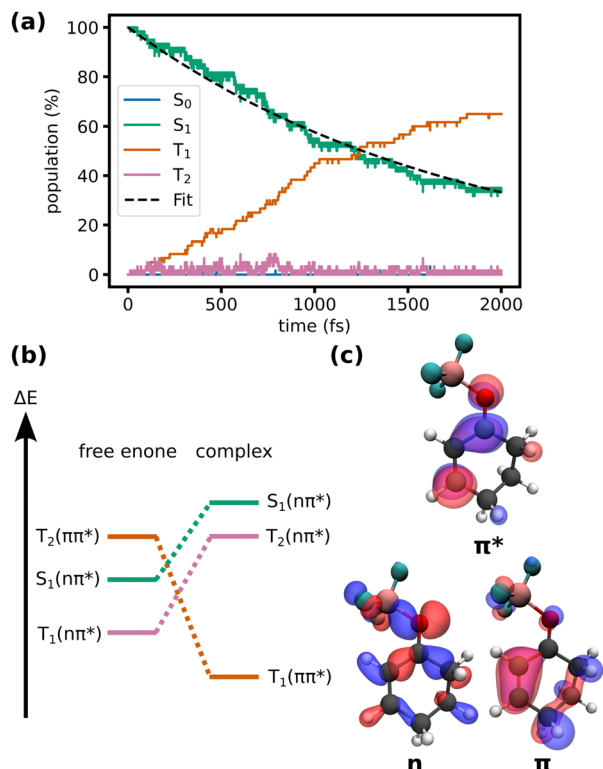 (a)
population (%)
100
80
60
40
20
0
S₀
S₁
T₁
T₂
Fit
0 500 1000 1500 2000
time (fs)
(b)
(c)
ΔE
free enone complex
S₁(nπ*)
T₂(ππ*)
T₂(nπ*)
S₁(nπ*)
T₁(nπ*)
T₁(ππ*)
π*
n π